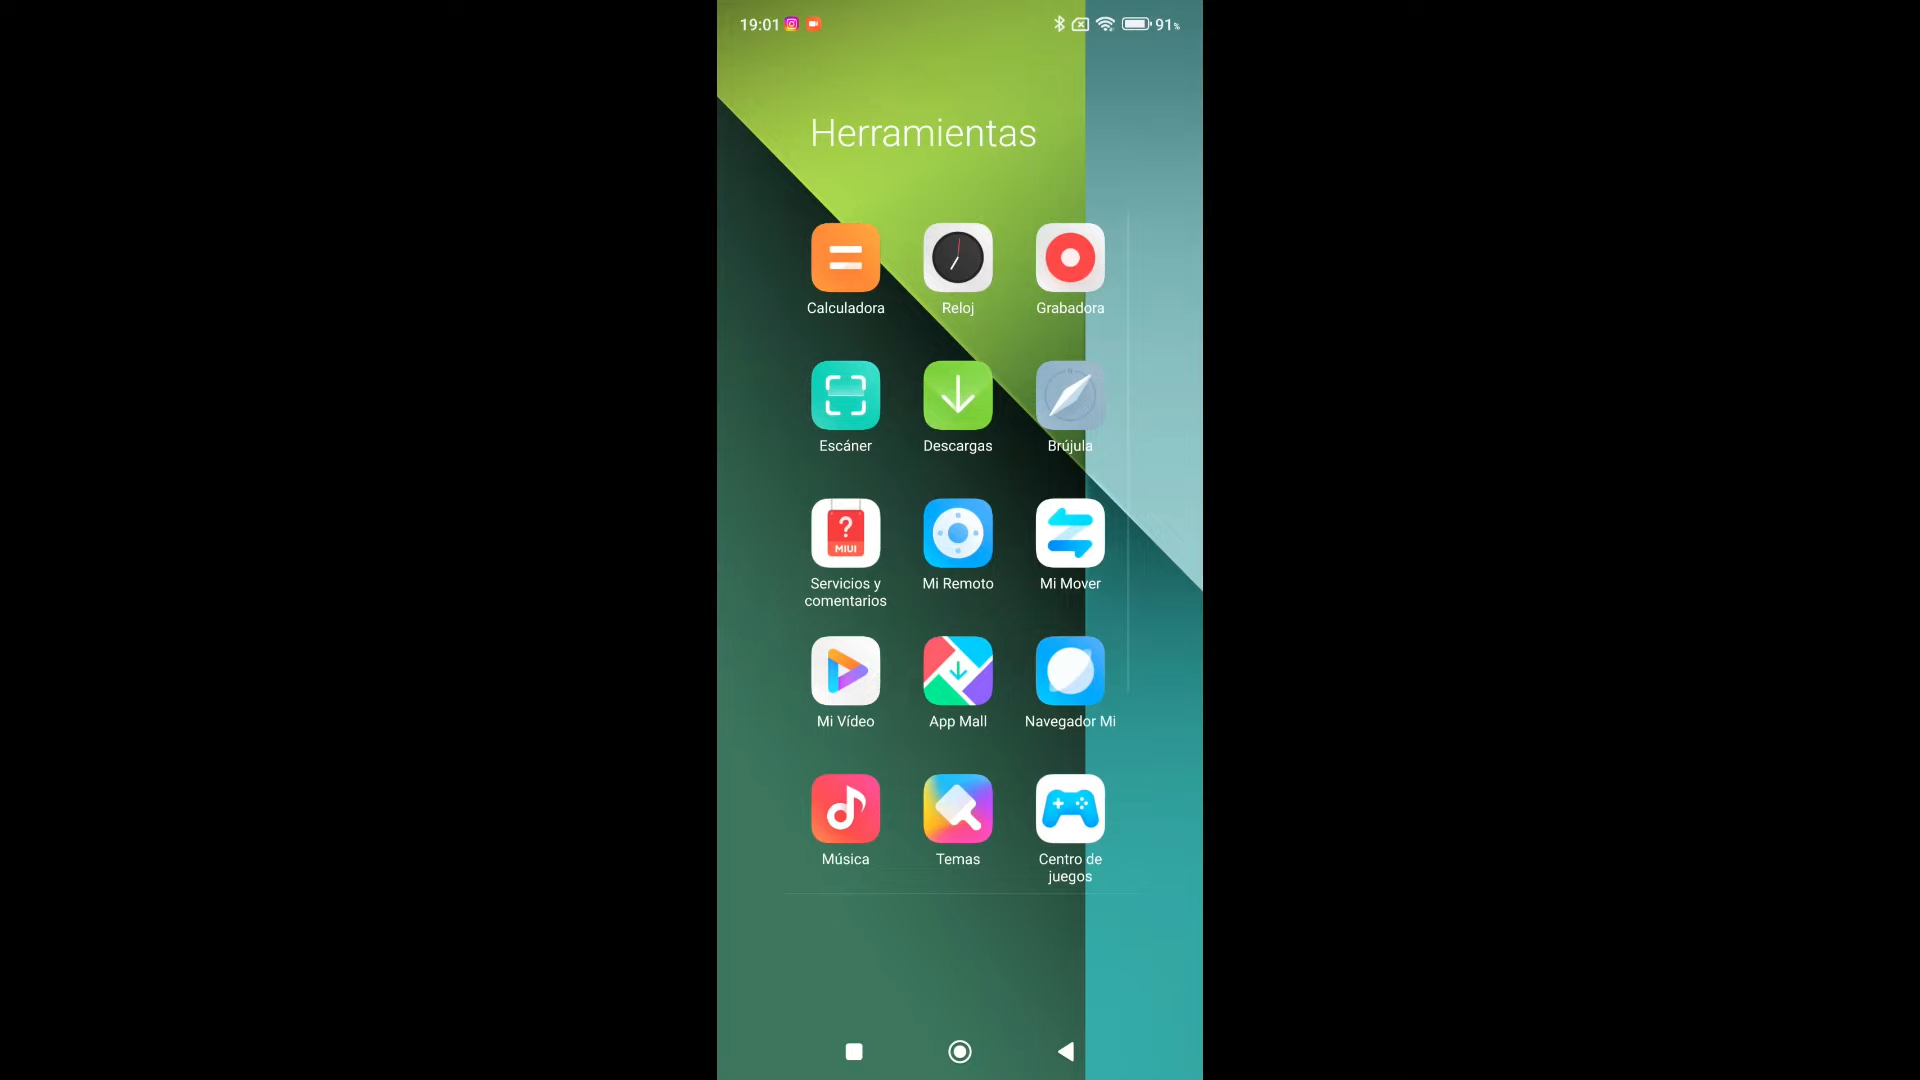 19:01 91%
Herramientas
Calculadora Reloj Grabadora
Escáner Descargas Brújula
MIUI
Servicios y comentarios Mi Remoto Mi Mover
Mi Vídeo App Mall Navegador Mi
Música Temas Centro de juegos